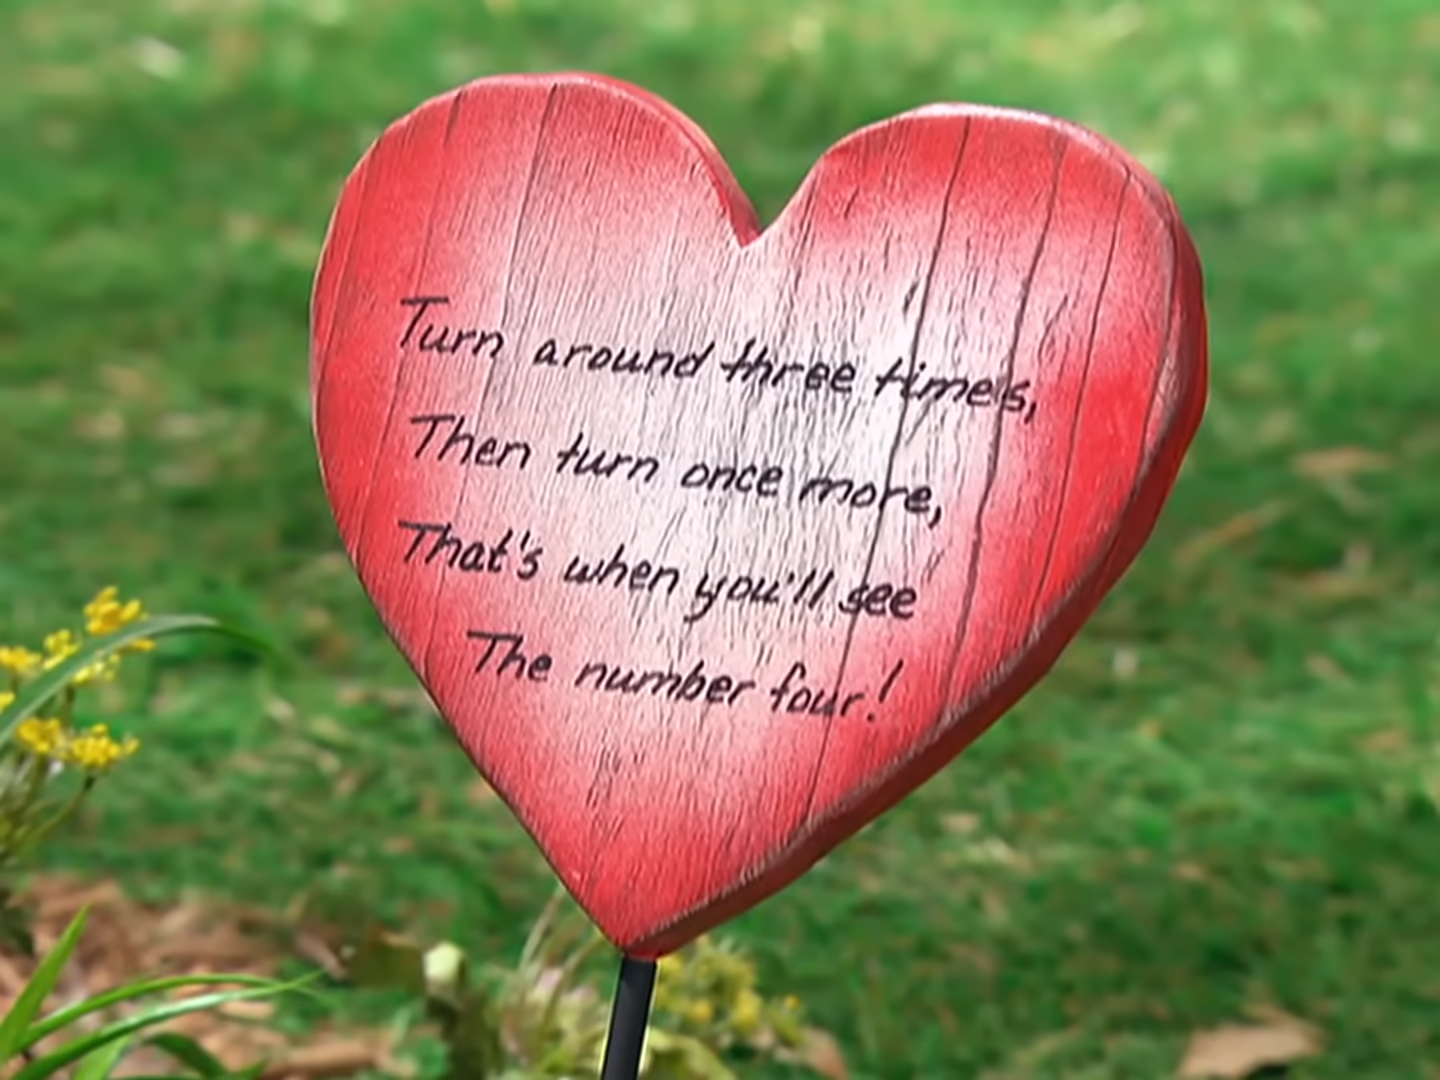 Turn around three times,
Then turn once more,
That's when you'll see
The number four!